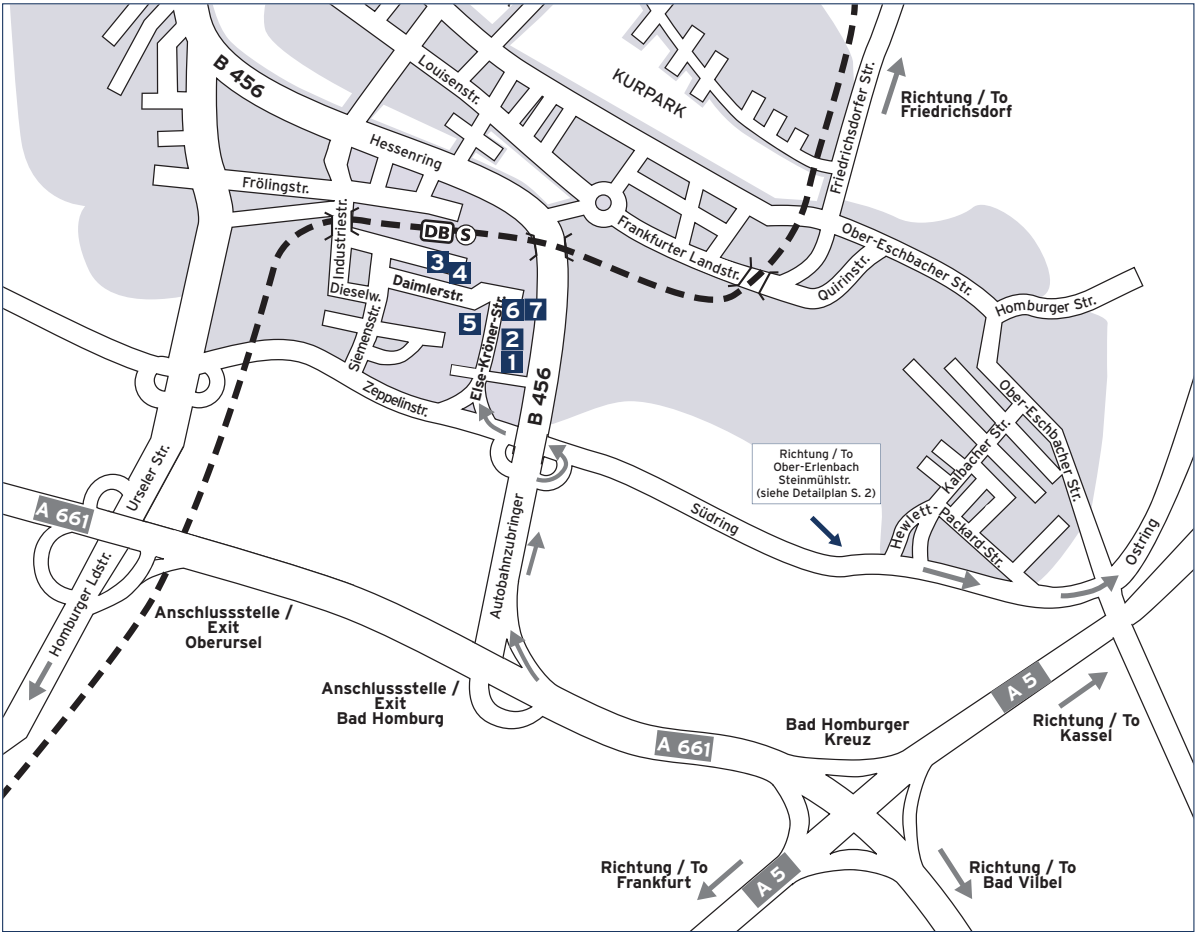 B 456
Louisenstr.
KURPARK
Friedrichsdorfer Str.
Richtung / To
Friedrichsdorf
Hessenring
Frölingstr.
Industriestr.
DB
S
Frankfurter Landstr.
Ober-Eschbacher Str.
Quirinstr.
Homburger Str.
3
4
Daimlerstr.
Dieselw.
Siemensstr.
5
6
7
2
1
Else-Kröner-Str.
B 456
Zeppelinstr.
Urseler Str.
Richtung / To
Ober-Erlenbach
Steinmühlstr.
(siehe Detailplan S. 2)
Ober-Eschbacher Str.
Kalbacher Str.
Hewlett-
Packard-Str.
Südring
Ostring
A 661
Autobahnzubringer
Homburger Ldstr.
Anschlussstelle /
Exit
Oberursel
Anschlussstelle /
Exit
Bad Homburg
A 661
Bad Homburger
Kreuz
A 5
Richtung / To
Kassel
Richtung / To
Frankfurt
A 5
Richtung / To
Bad Vilbel